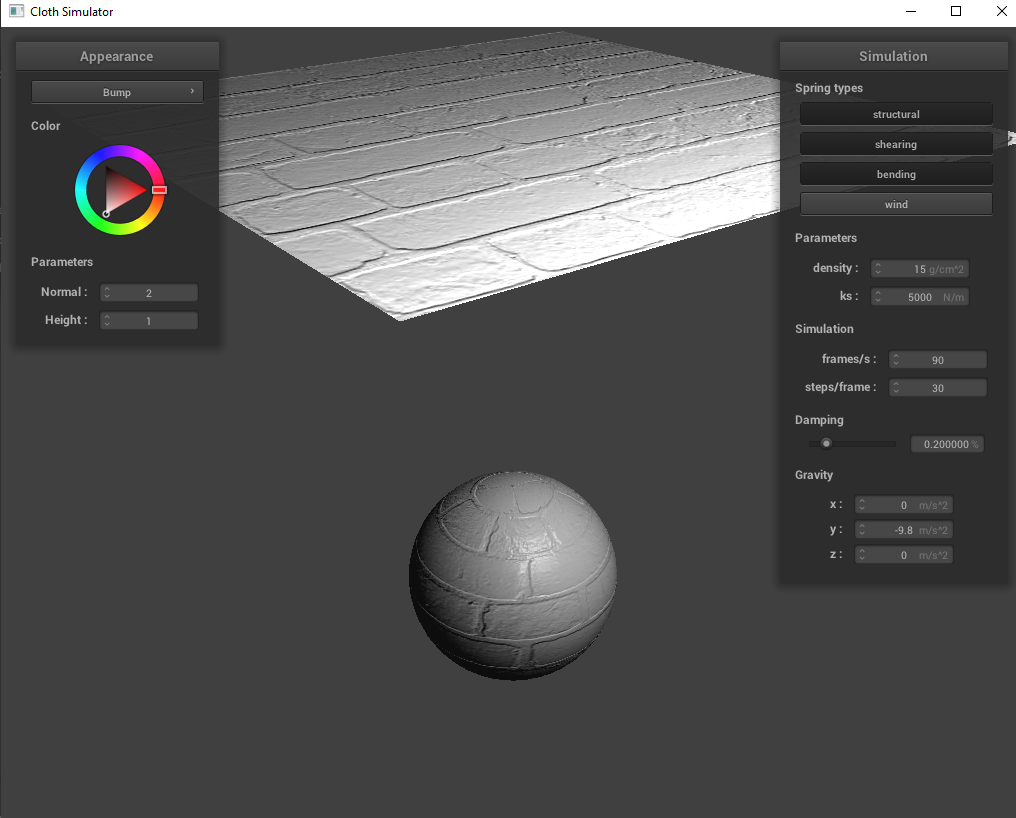 Cloth Simulator
Appearance
Bump
Color
Parameters
Normal : 2
Height : 1
Simulation
Spring types
structural
shearing
bending
wind
Parameters
density : 15 g/cm^2
ks : 5000 N/m
Simulation
frames/s : 90
steps/frame : 30
Damping
0.200000 %
Gravity
x : 0 m/s^2
y : -9.8 m/s^2
z : 0 m/s^2